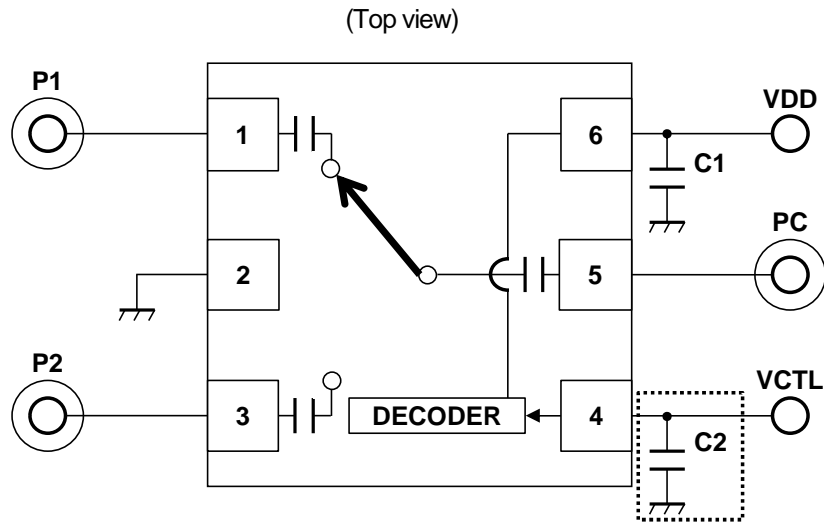 (Top view)
P1
VDD
1
6
C1
PC
2
5
P2
VCTL
3
DECODER
4
C2